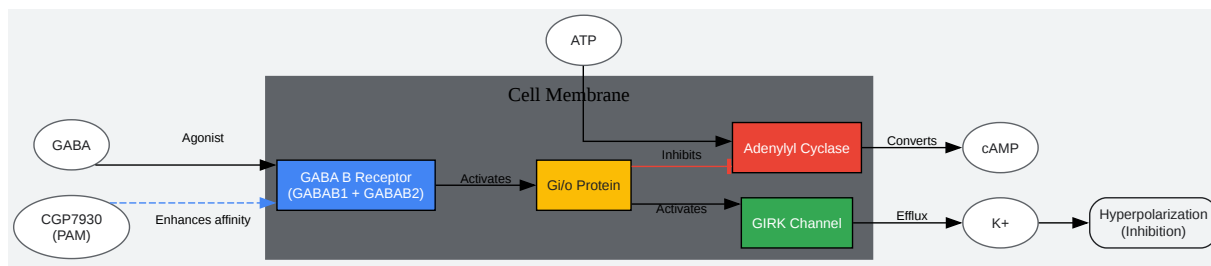 ATP
Cell Membrane
GABA
Agonist
GABA B Receptor
(GABAB1 + GABAB2)
Activates
Gi/o Protein
Inhibits
Adenylyl Cyclase
Converts
cAMP
CGP7930
(PAM)
Enhances affinity
Activates
GIRK Channel
Efflux
K+
Hyperpolarization
(Inhibition)